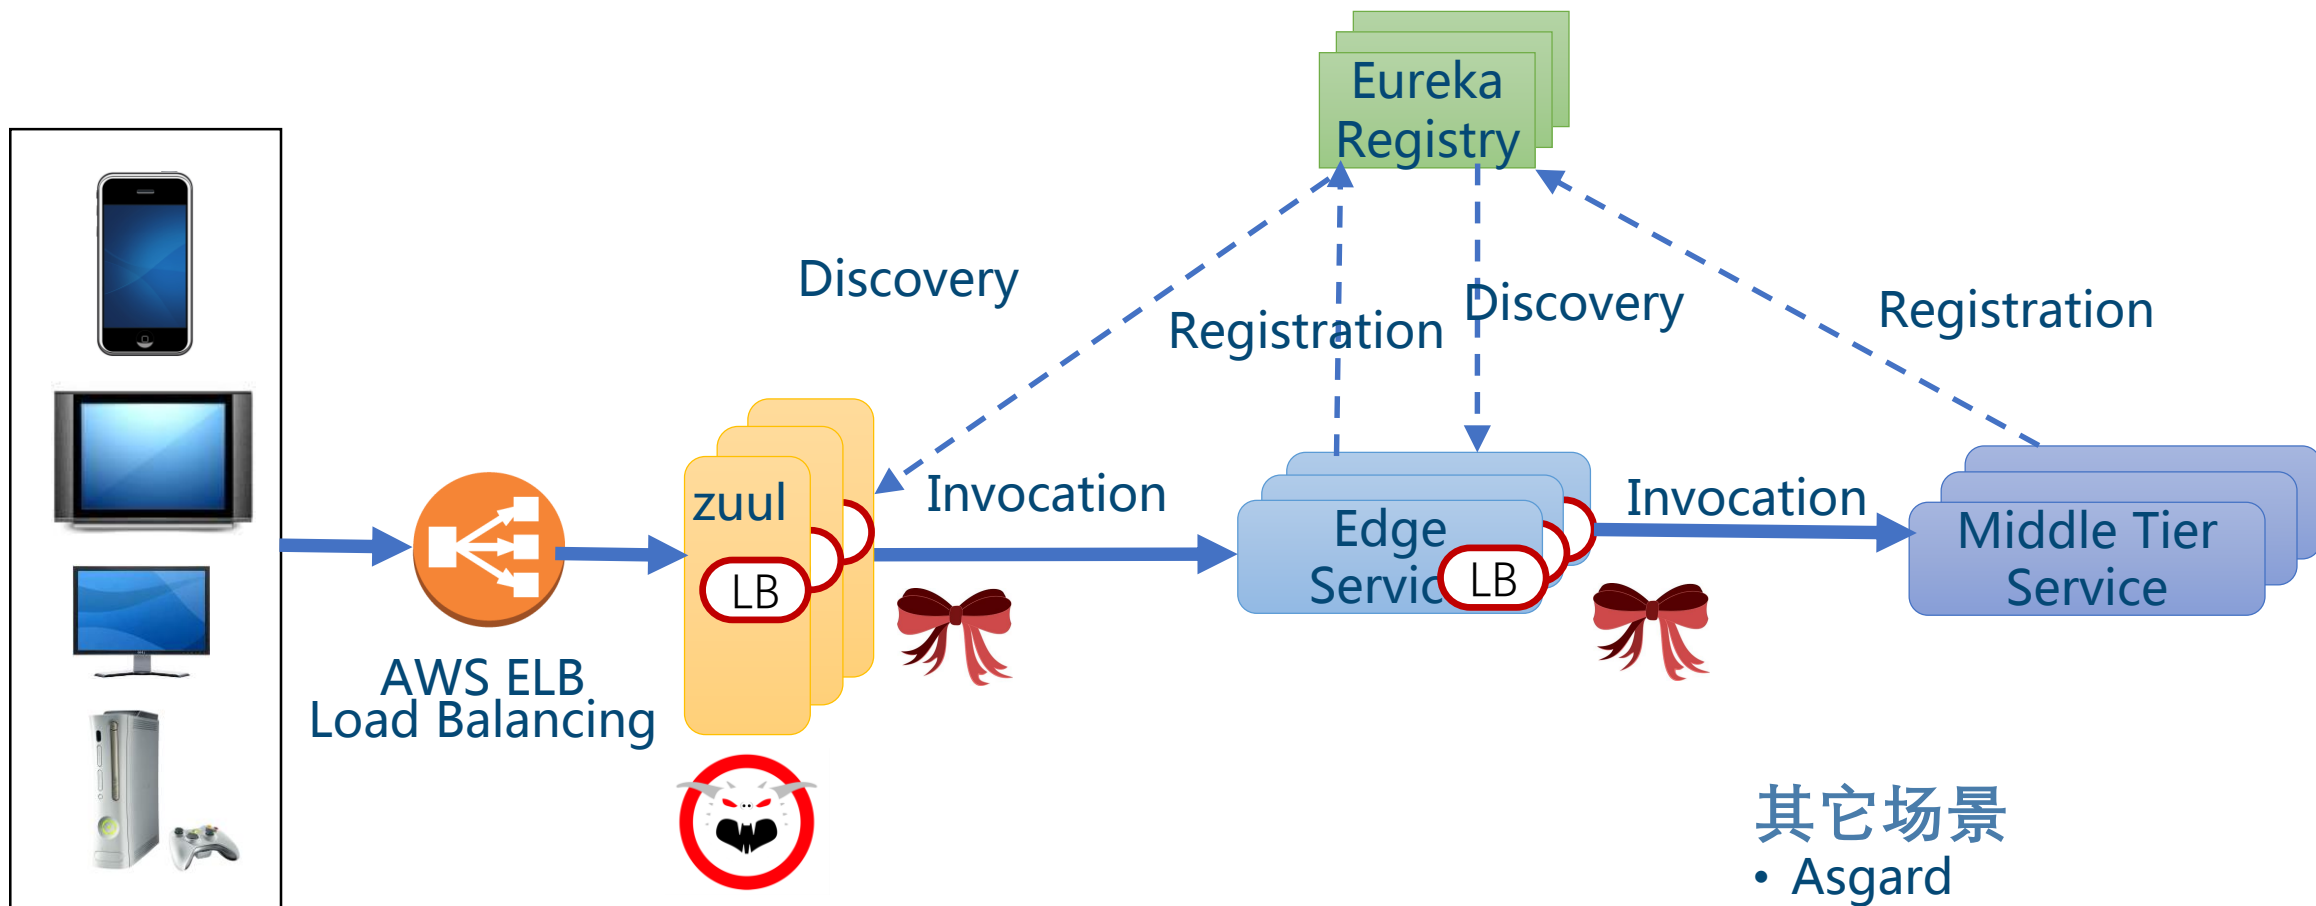 Eureka
Registry
Discovery
Registration
Discovery
Registration
zuul
LB
Invocation
Edge
Servic
LB
Invocation
Middle Tier
Service
AWS ELB
Load Balancing
其它场景
• Asgard